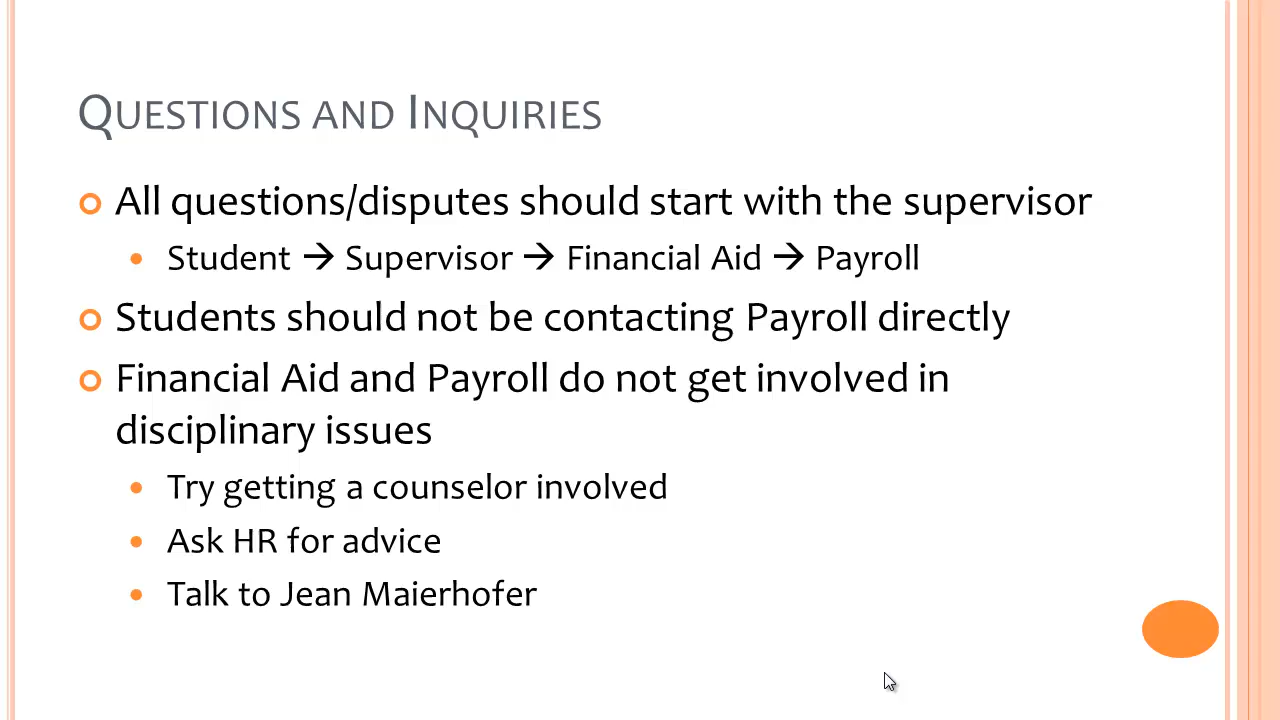 QUESTIONS AND INQUIRIES
All questions/disputes should start with the supervisor
Student → Supervisor → Financial Aid → Payroll
Students should not be contacting Payroll directly
Financial Aid and Payroll do not get involved in
disciplinary issues
Try getting a counselor involved
Ask HR for advice
Talk to Jean Maierhofer